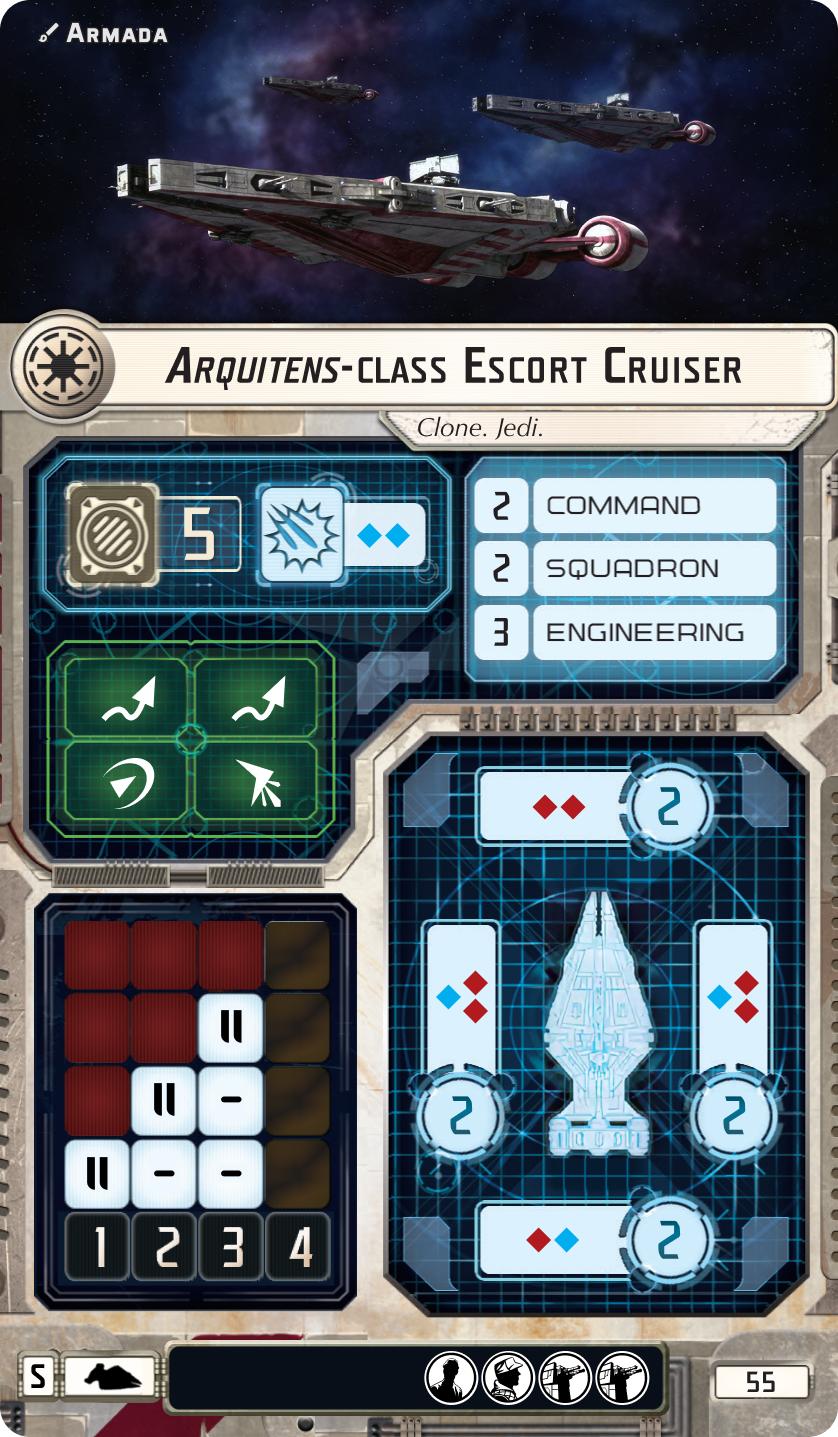 ARMADA
ARQUITENS-CLASS ESCORT CRUISER
Clone. Jedi.
5
2 COMMAND
2 SQUADRON
3 ENGINEERING
2
2 2
2
II
II -
II - -
1 2 3 4
S
55